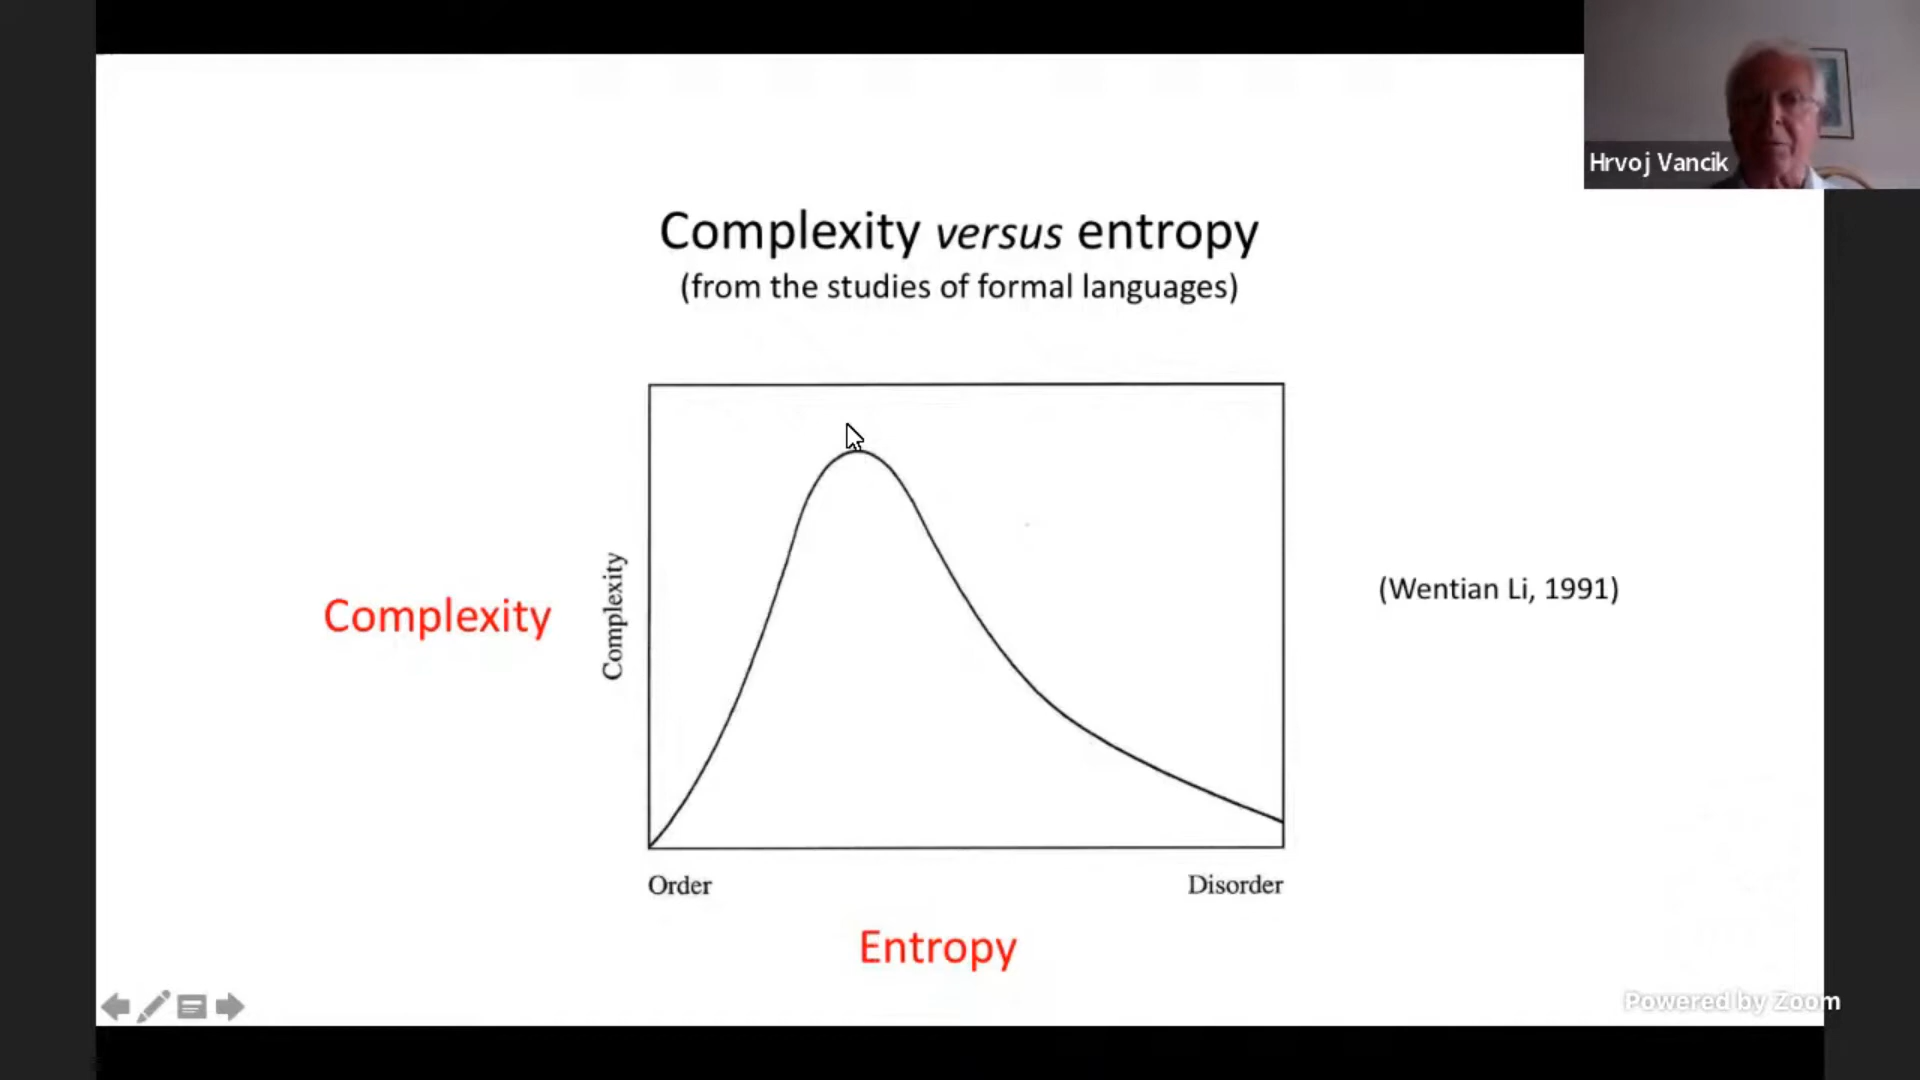 Hrvoj Vancik
Complexity versus entropy
(from the studies of formal languages)
Complexity
Complexity
(Wentian Li, 1991)
Order
Disorder
Entropy
Powered by Zoom